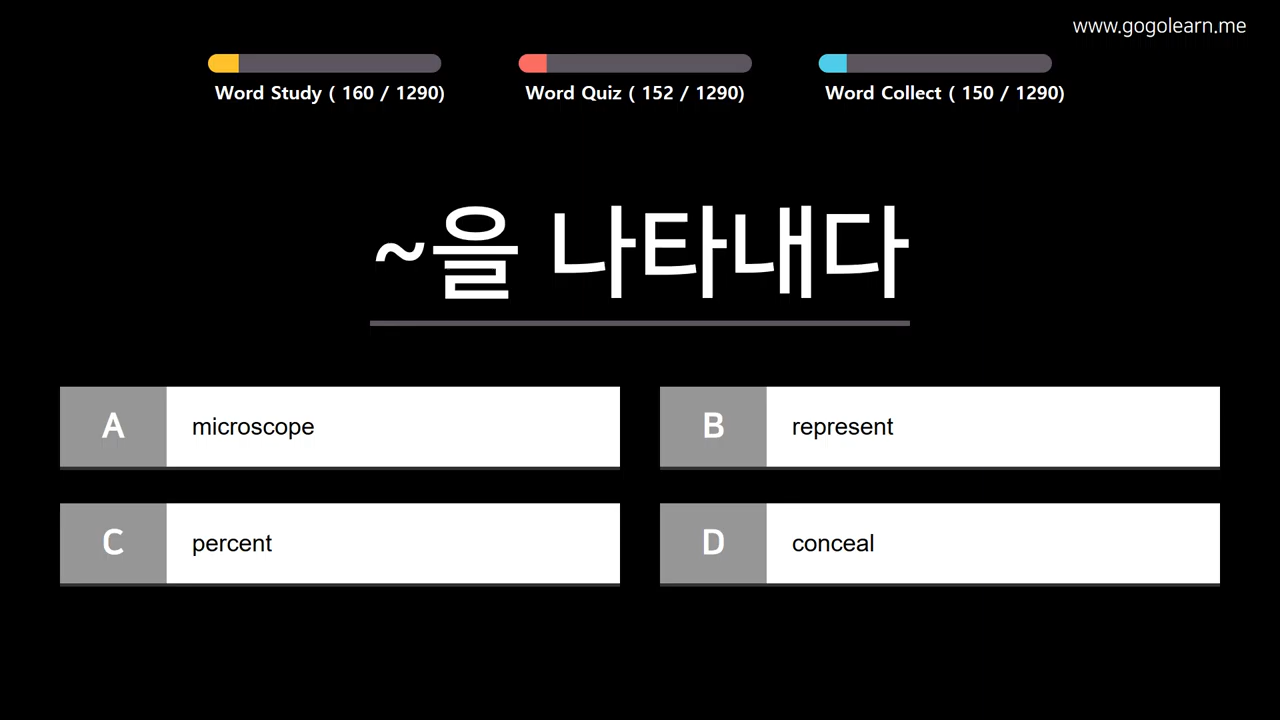 www.gogolearn.me
Word Study ( 160 / 1290)
Word Quiz ( 152 / 1290)
Word Collect ( 150 / 1290)
~을 나타내다
A microscope
B represent
C percent
D conceal